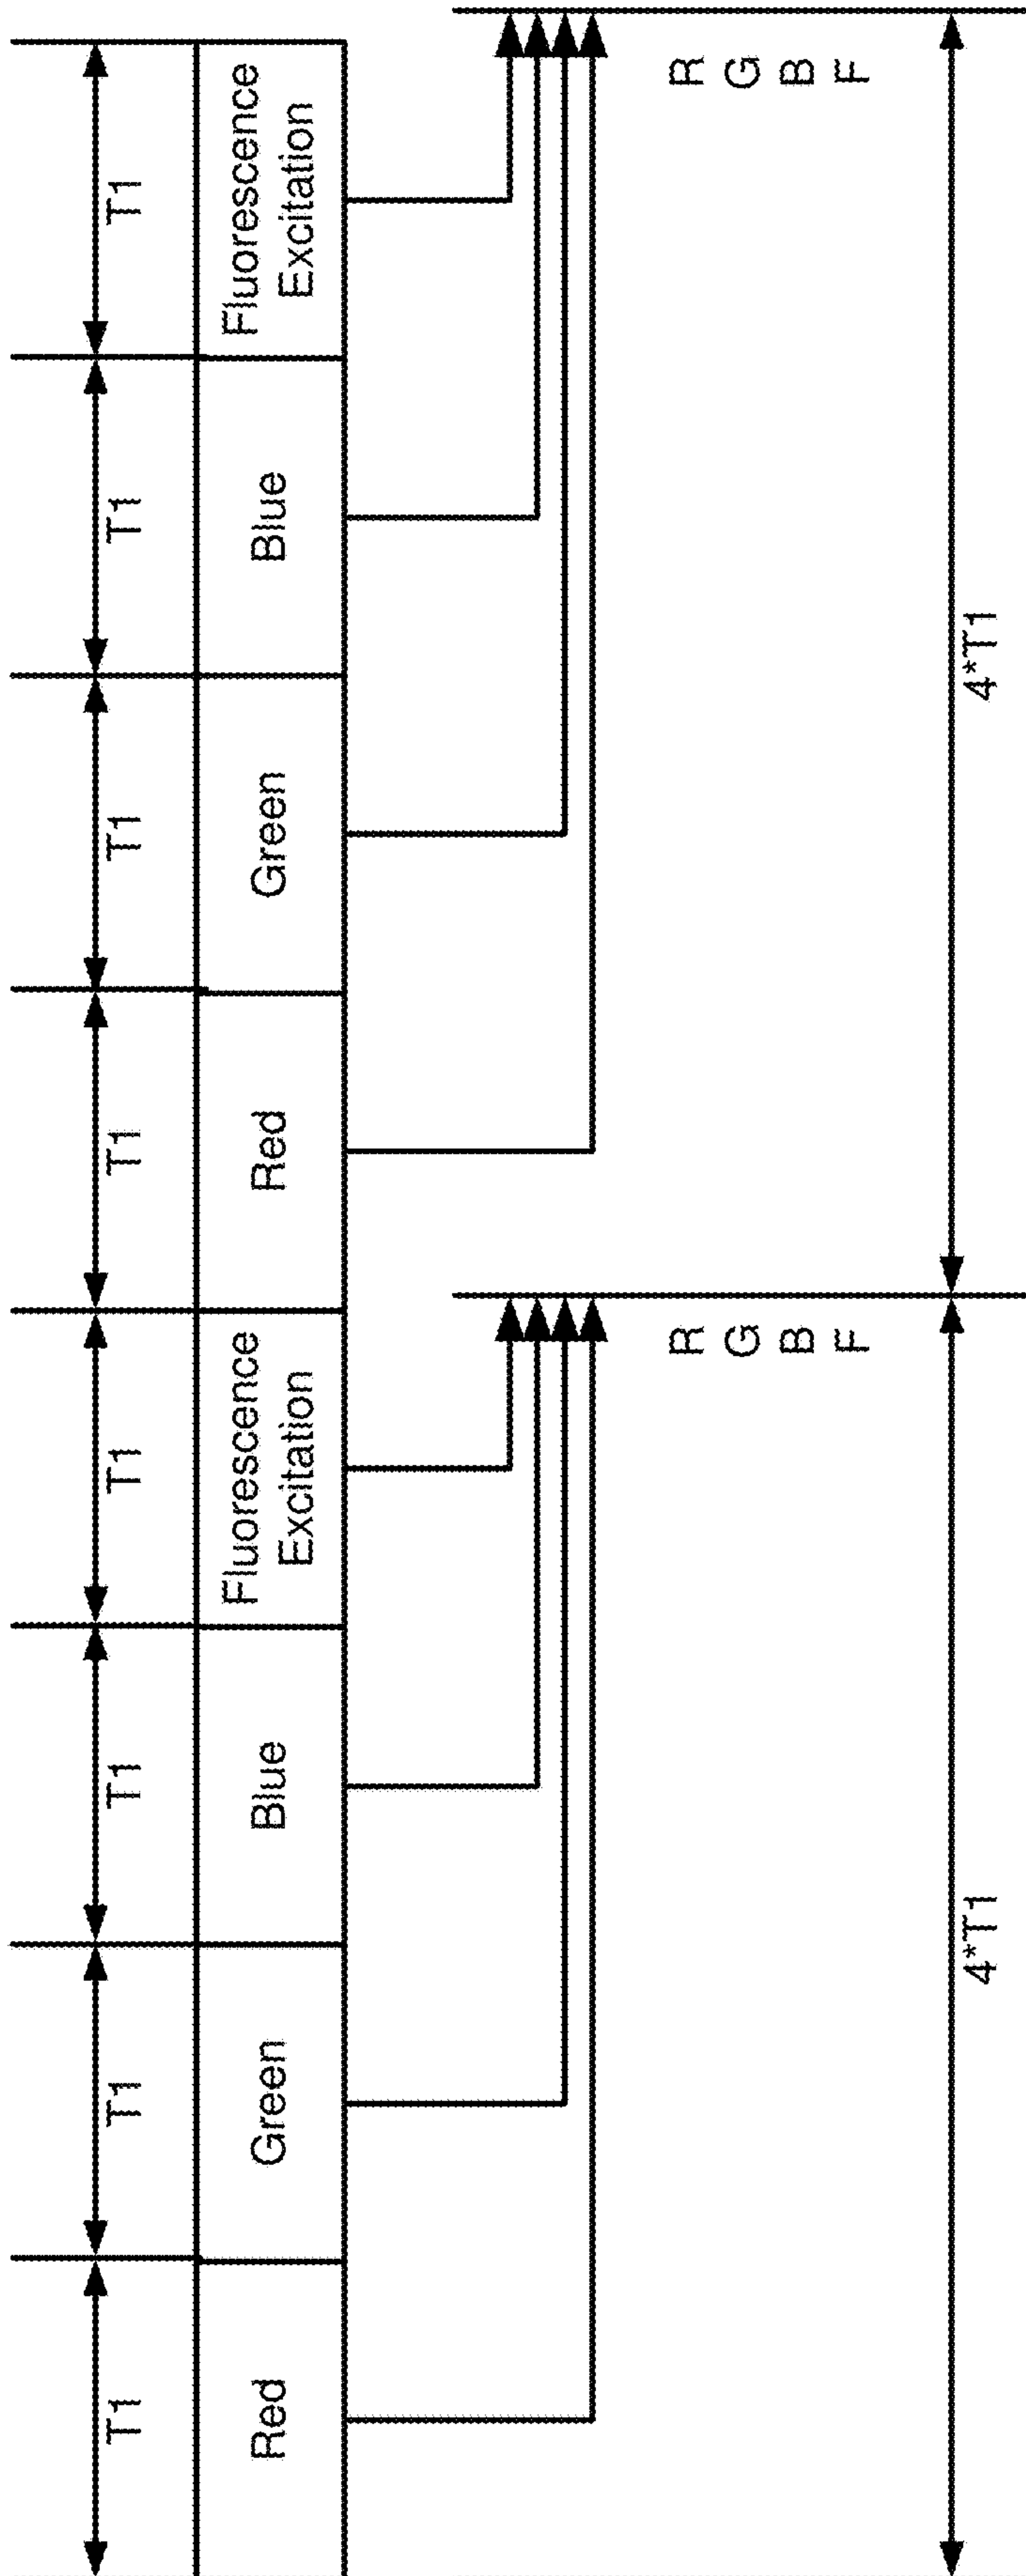 T1 T1 T1 T1 T1 T1 T1 T1
Red Green Blue Fluorescence Excitation Red Green Blue Fluorescence Excitation
R R
G G
B B
F F
4*T1 4*T1